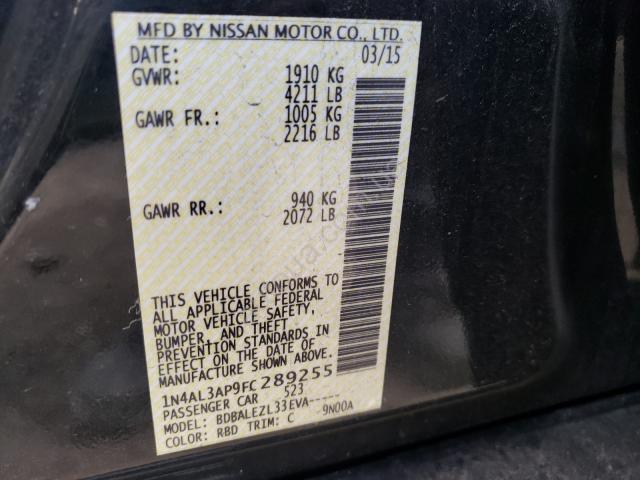 MFD BY NISSAN MOTOR CO., LTD.
DATE: 03/15
GVWR: 1910 KG
4211 LB
GAWR FR.: 1005 KG
2216 LB
GAWR RR.: 940 KG
2072 LB
THIS VEHICLE CONFORMS TO
ALL APPLICABLE FEDERAL
MOTOR VEHICLE SAFETY,
BUMPER, AND THEFT
PREVENTION STANDARDS IN
EFFECT ON THE DATE OF
MANUFACTURE SHOWN ABOVE.
1N4AL3AP9FC289255
PASSENGER CAR 523
MODEL: BDBALEZL33EVA-----
COLOR: RBD TRIM: C 9N00A